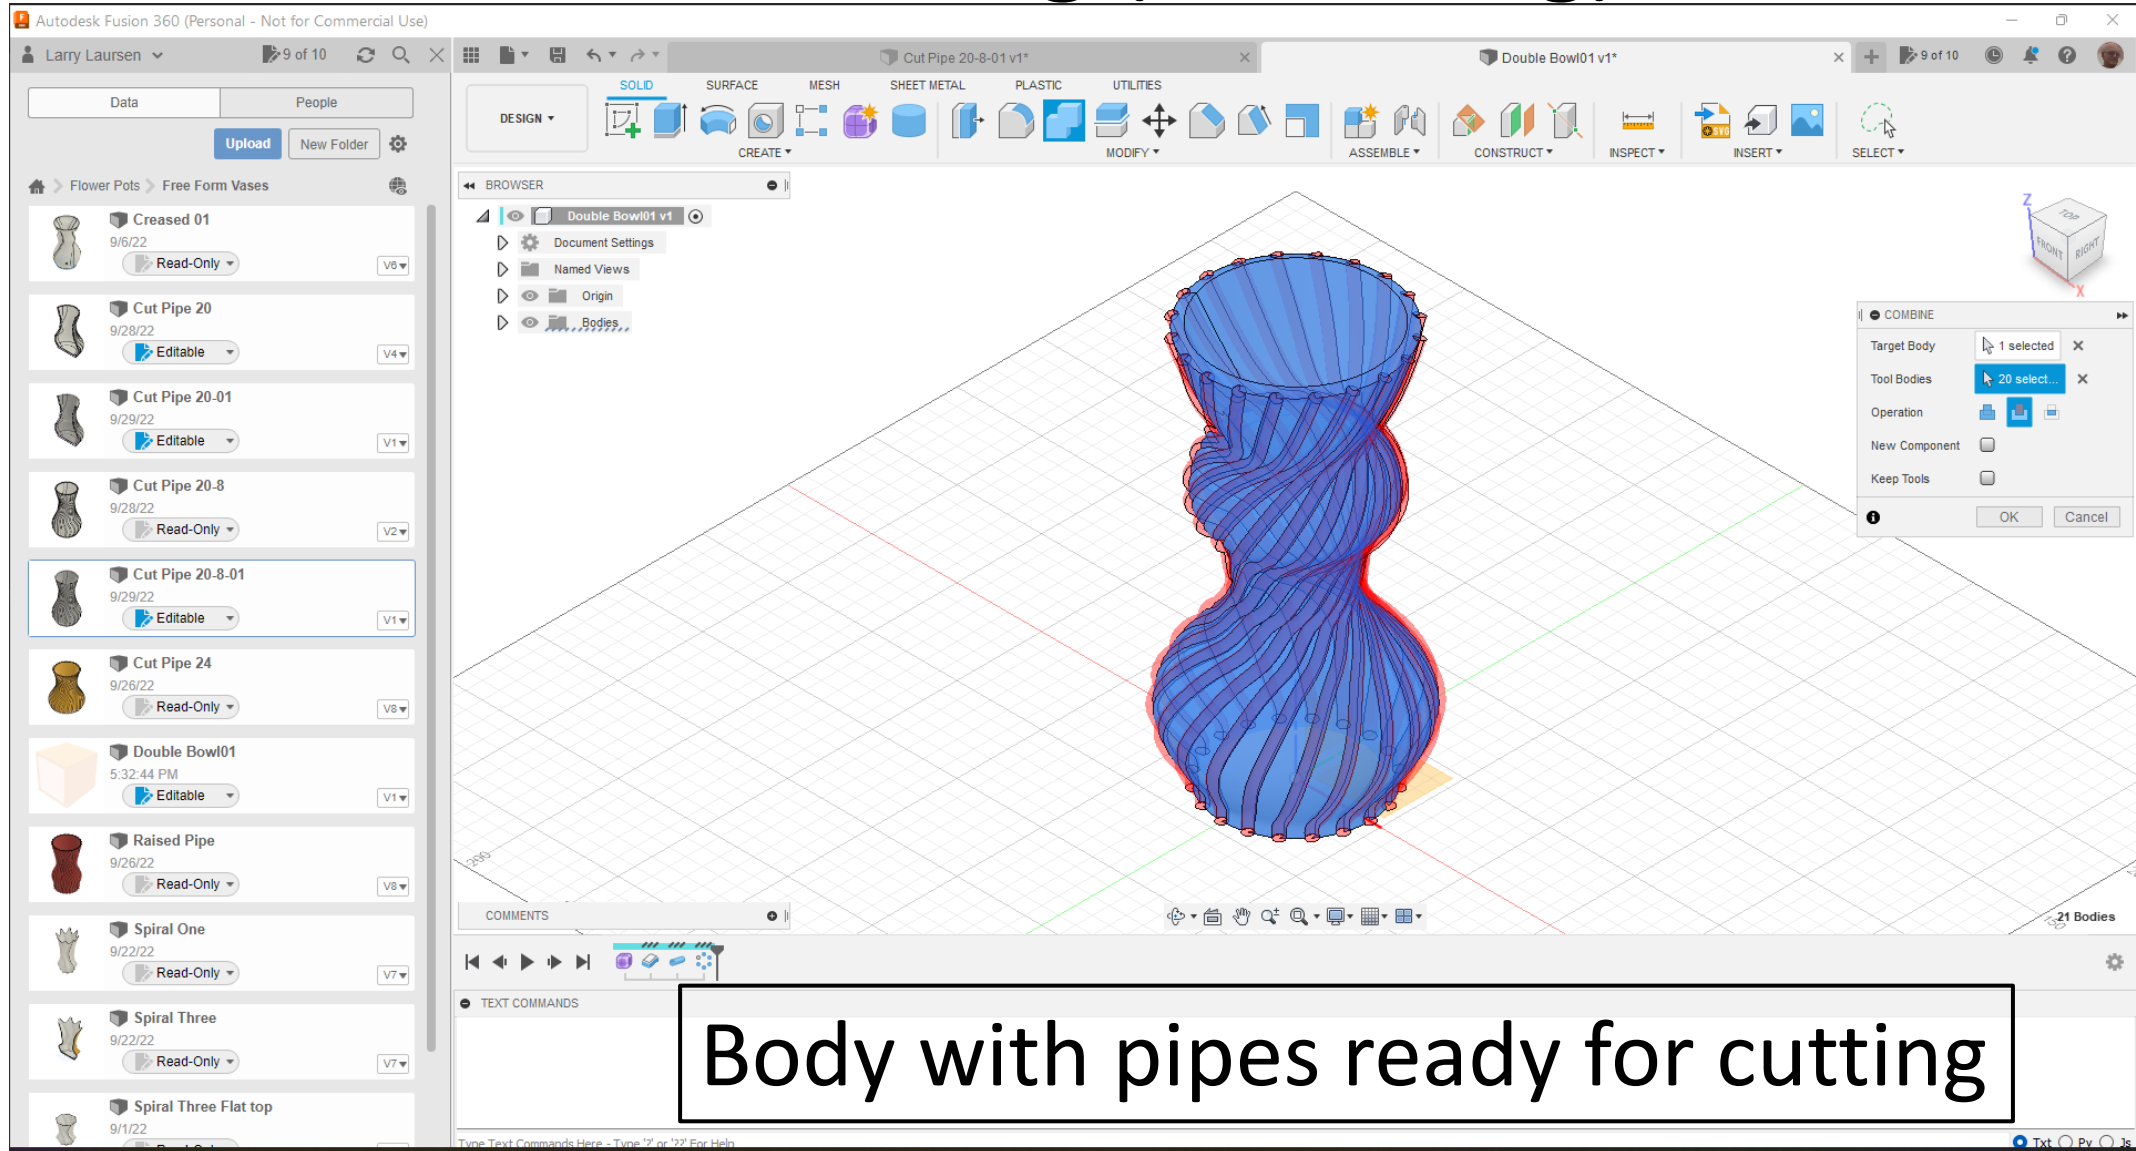 Autodesk Fusion 360 (Personal - Not for Commercial Use)
Larry Laursen
9 of 10
Cut Pipe 20-8-01 v1*
Double Bowl01 v1*
9 of 10
Data
People
Upload
New Folder
Flower Pots > Free Form Vases
Creased 01
9/6/22
Read-Only
V6
Cut Pipe 20
9/28/22
Editable
V4
Cut Pipe 20-01
9/29/22
Editable
V1
Cut Pipe 20-8
9/28/22
Read-Only
V2
Cut Pipe 20-8-01
9/29/22
Editable
V1
Cut Pipe 24
9/26/22
Read-Only
V8
Double Bowl01
5:32:44 PM
Editable
V1
Raised Pipe
9/26/22
Read-Only
V8
Spiral One
9/22/22
Read-Only
V7
Spiral Three
9/22/22
Read-Only
V7
Spiral Three Flat top
9/1/22
DESIGN
SOLID
SURFACE
MESH
SHEET METAL
PLASTIC
UTILITIES
CREATE
MODIFY
ASSEMBLE
CONSTRUCT
INSPECT
INSERT
SELECT
SVG
BROWSER
Double Bowl01 v1
Document Settings
Named Views
Origin
Bodies
Z
TOP
FRONT
RIGHT
X
COMBINE
Target Body
1 selected
Tool Bodies
20 select...
Operation
New Component
Keep Tools
OK
Cancel
200
150
21 Bodies
COMMENTS
TEXT COMMANDS
Body with pipes ready for cutting
Type Text Commands Here - Type '?' or '??' For Help
Txt
Py
Js